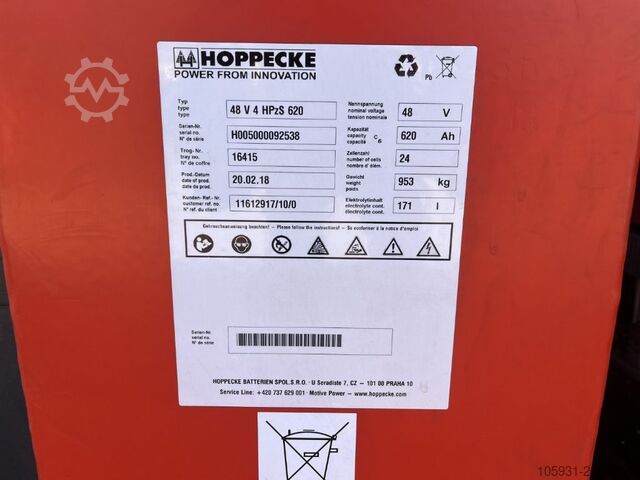 HOPPECKE
POWER FROM INNOVATION
Pb
Typ
type
type
48 V 4 HPzS 620
Nennspannung
nominal voltage
tension nominale
48 V
Serien-Nr.
serial no.
N° de série
H005000092538
Kapazität
capacity C5
capacité
620 Ah
Trog-Nr.
tray no.
N° de coffre
16415
Zellenzahl
number of cells
nombre d' elém.
24
Prod.-Datum
date of prod.
date de prod.
20.02.18
Gewicht
weight
poids
953 kg
Kunden- Ref.- Nr.
customer ref. no.
N° ref. du client
11612917/10/0
Elektrolytinhalt
electrolyte cont.
electrolyte cont.
171 l
Gebrauchsanweisung beachten! - Please follow the instructions! - Se conformer à la notice d'emploi
Serien-Nr.
serial no.
N° de série
HOPPECKE BATTERIEN SPOL.S.R.O. · U Seradiste 7, CZ – 101 00 PRAHA 10
Service Line: +420 737 629 001 · Motive Power – www.hoppecke.com